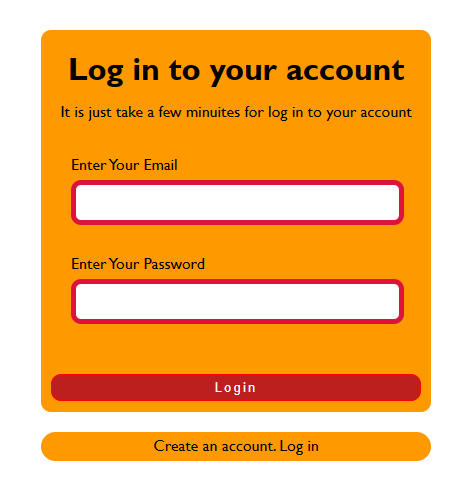 Log in to your account
It is just take a few minuites for log in to your account
Enter Your Email
Enter Your Password
Login
Create an account. Log in